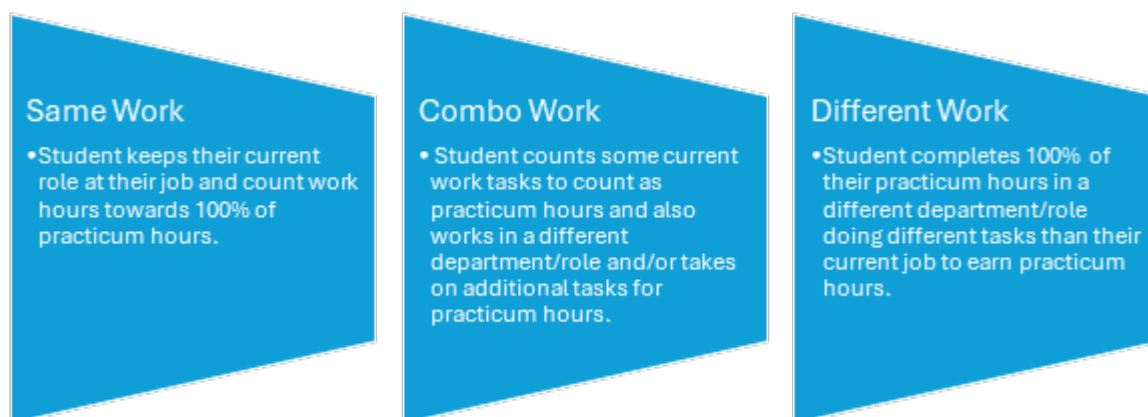 Same Work
•Student keeps their current
role at their job and count work
hours towards 100% of
practicum hours.
Combo Work
• Student counts some current
work tasks to count as
practicum hours and also
works in a different
department/role and/or takes
on additional tasks for
practicum hours.
Different Work
•Student completes 100% of
their practicum hours in a
different department/role
doing different tasks than their
current job to earn practicum
hours.